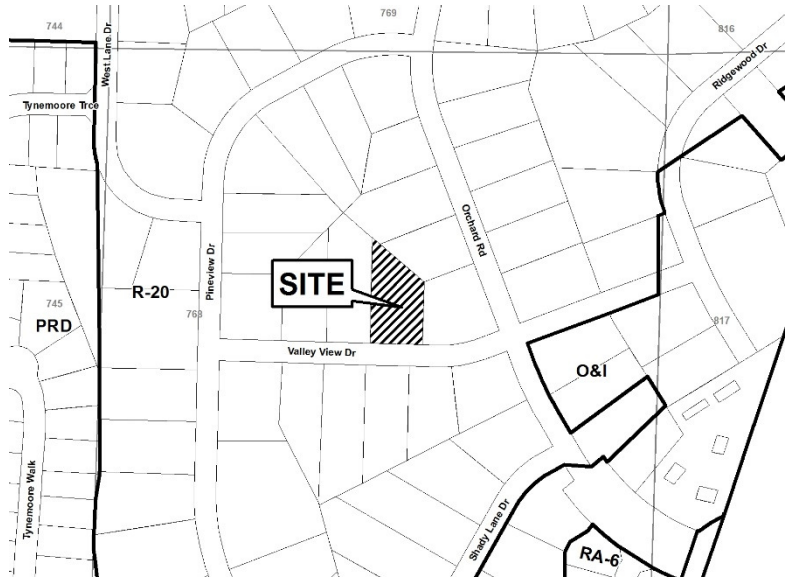 744
769
816
West Lane Dr
Ridgewood Dr
Tynemoore Trce
Orchard Rd
Pineview Dr
SITE
R-20
745
768
PRD
817
Valley View Dr
O&I
Tynemoore Walk
Shady Lane Dr
RA-6